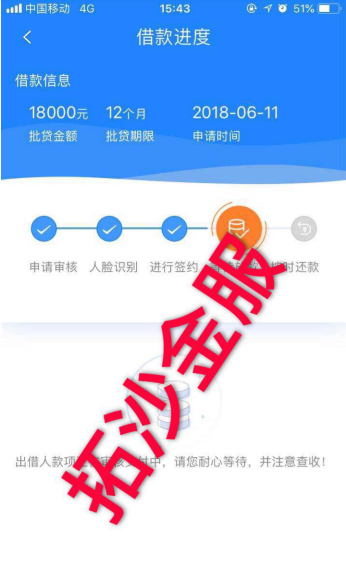 中国移动 4G 15:43 51%
借款进度
借款信息
18000元 12个月 2018-06-11
批贷金额 批贷期限 申请时间
申请审核 人脸识别 进行签约 时还款
拓沙金服
出借人款项 中，请您耐心等待，并注意查收！